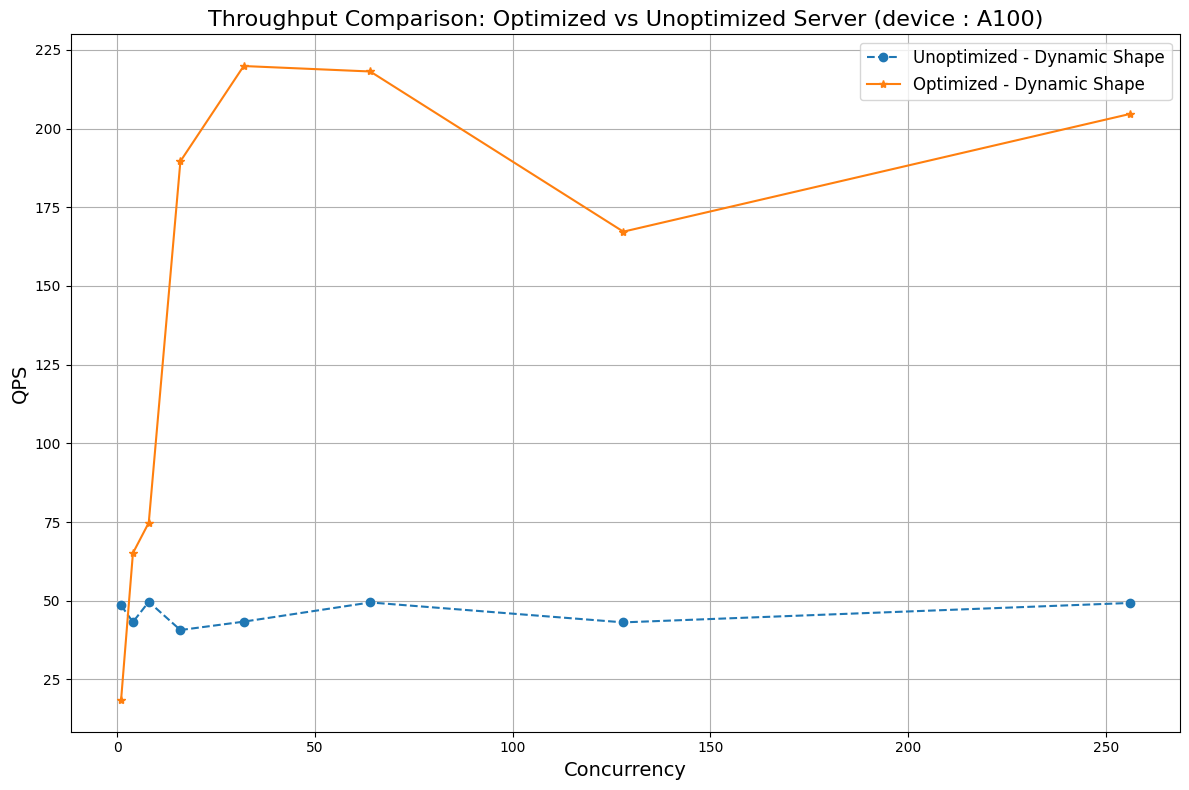 Throughput Comparison: Optimized vs Unoptimized Server (device : A100)
Unoptimized - Dynamic Shape
Optimized - Dynamic Shape
QPS
225
200
175
150
125
100
75
50
25
0 50 100 150 200 250
Concurrency